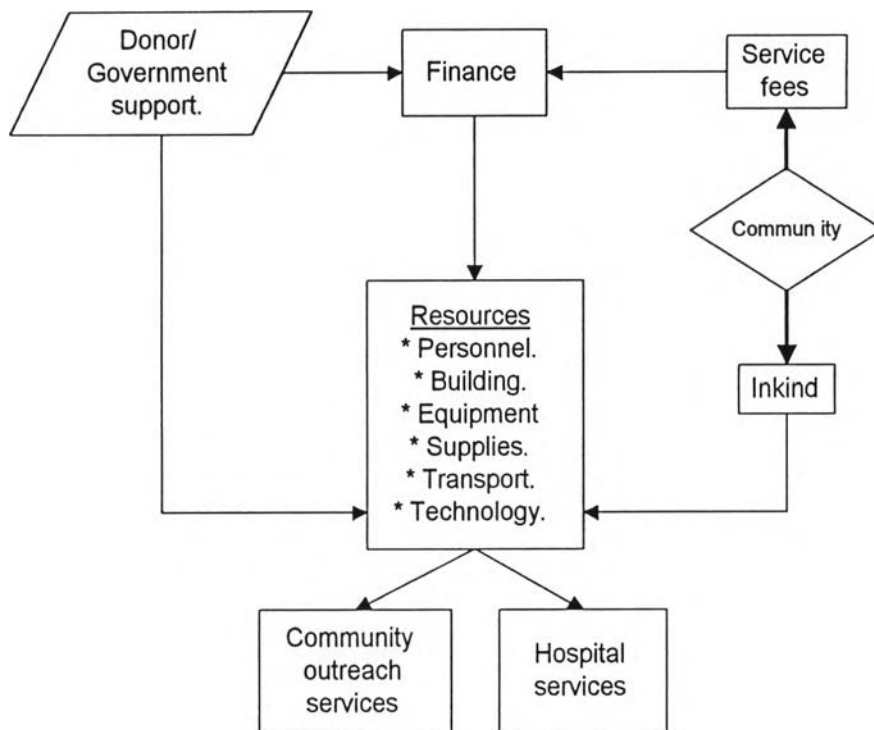 Donor/
Government
support.
Finance
Service
fees
Commun ity
Resources
* Personnel.
* Building.
* Equipment
* Supplies.
* Transport.
* Technology.
Inkind
Community
outreach
services
Hospital
services